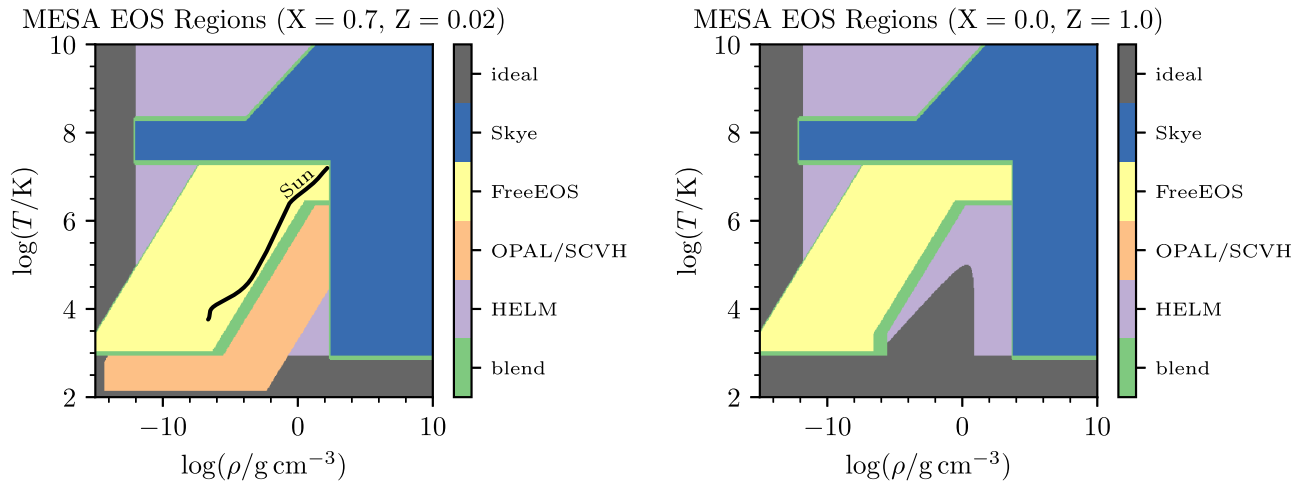 MESA EOS Regions (X = 0.7, Z = 0.02)
10
8
6
4
2
log(T/K)
−10
0
10
log(ρ/g cm⁻³)
Sun
ideal
Skye
FreeEOS
OPAL/SCVH
HELM
blend
MESA EOS Regions (X = 0.0, Z = 1.0)
10
8
6
4
2
log(T/K)
−10
0
10
log(ρ/g cm⁻³)
ideal
Skye
FreeEOS
OPAL/SCVH
HELM
blend